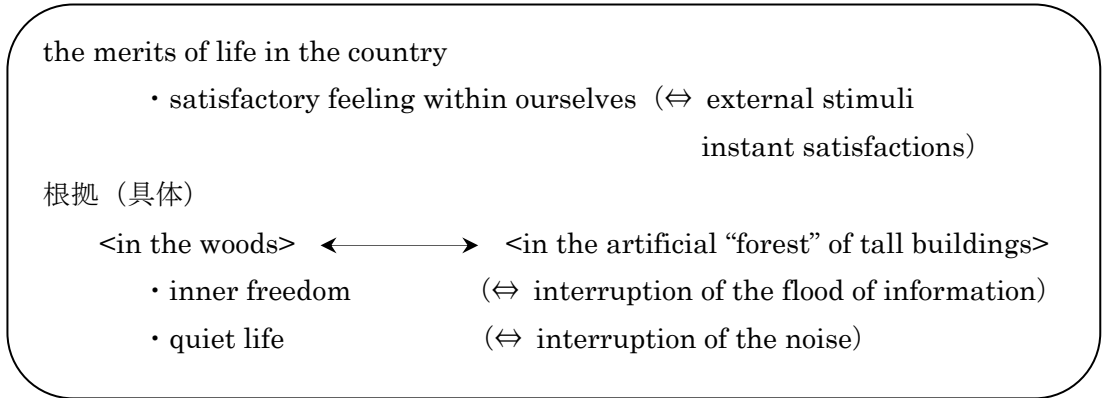 the merits of life in the country
・satisfactory feeling within ourselves（⇔ external stimuli
instant satisfactions）
根拠（具体）
<in the woods> ←→ <in the artificial “forest” of tall buildings>
・inner freedom （⇔ interruption of the flood of information）
・quiet life （⇔ interruption of the noise）